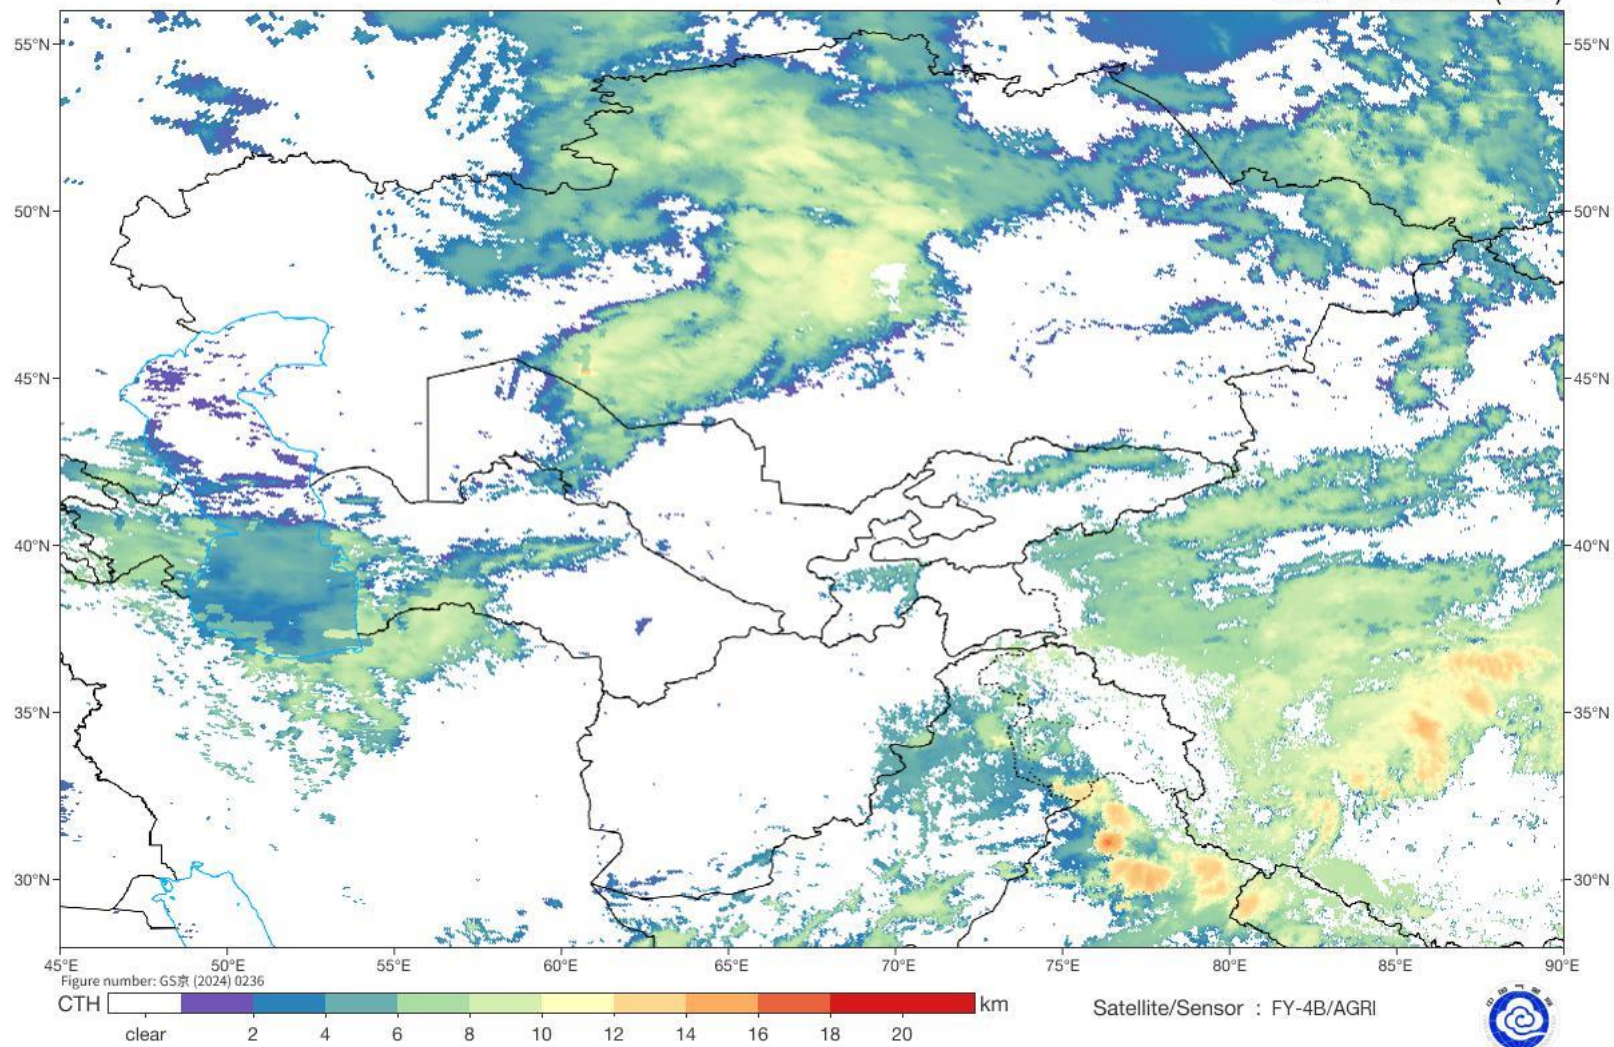 55°N 55°N
50°N 50°N
45°N 45°N
40°N 40°N
35°N 35°N
30°N 30°N
45°E 50°E 55°E 60°E 65°E 70°E 75°E 80°E 85°E 90°E
Figure number: GS京 (2024) 0236
CTH km
clear 2 4 6 8 10 12 14 16 18 20
Satellite/Sensor : FY-4B/AGRI